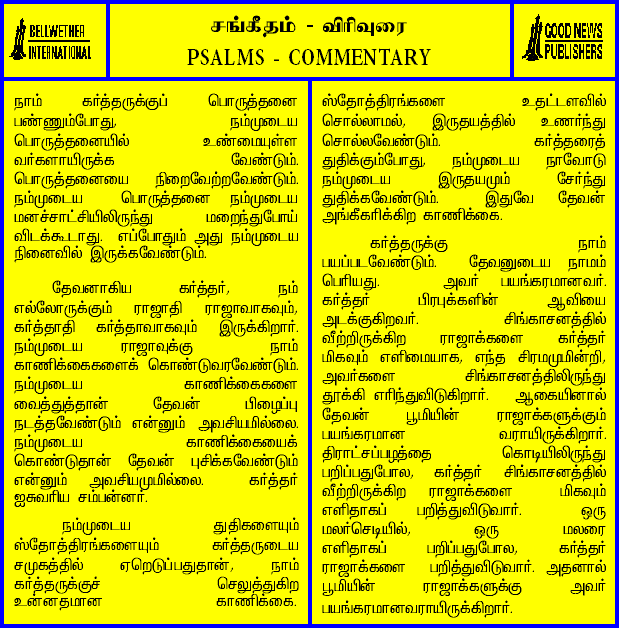 BELLWETHER
INTERNATIONAL
சங்கீதம் - விரிவுரை
PSALMS - COMMENTARY
GOOD NEWS
PUBLISHERS
நாம் கர்த்தருக்குப் பொருத்தனை
பண்ணும்போது, நம்முடைய
பொருத்தனையில் உண்மையுள்ள
வர்களாயிருக்க வேண்டும்.
பொருத்தனையை நிறைவேற்றவேண்டும்.
நம்முடைய பொருத்தனை நம்முடைய
மனச்சாட்சியிலிருந்து மறைந்துபோய்
விடக்கூடாது. எப்போதும் அது நம்முடைய
நினைவில் இருக்கவேண்டும்.
தேவனாகிய கர்த்தர், நம்
எல்லோருக்கும் ராஜாதி ராஜாவாகவும்,
கர்த்தாதி கர்த்தாவாகவும் இருக்கிறார்.
நம்முடைய ராஜாவுக்கு நாம்
காணிக்கைகளைக் கொண்டுவரவேண்டும்.
நம்முடைய காணிக்கைகளை
வைத்துத்தான் தேவன் பிழைப்பு
நடத்தவேண்டும் என்னும் அவசியமில்லை.
நம்முடைய காணிக்கையைக்
கொண்டுதான் தேவன் புசிக்கவேண்டும்
என்னும் அவசியமுமில்லை. கர்த்தர்
ஐசுவரிய சம்பன்னர்.
நம்முடைய துதிகளையும்
ஸ்தோத்திரங்களையும் கர்த்தருடைய
சமுகத்தில் ஏறெடுப்பதுதான், நாம்
கர்த்தருக்குச் செலுத்துகிற
உன்னதமான காணிக்கை.
ஸ்தோத்திரங்களை உதட்டளவில்
சொல்லாமல், இருதயத்தில் உணர்ந்து
சொல்லவேண்டும். கர்த்தரைத்
துதிக்கும்போது, நம்முடைய நாவோடு
நம்முடைய இருதயமும் சேர்ந்து
துதிக்கவேண்டும். இதுவே தேவன்
அங்கீகரிக்கிற காணிக்கை.
கர்த்தருக்கு நாம்
பயப்படவேண்டும். தேவனுடைய நாமம்
பெரியது. அவர் பயங்கரமானவர்.
கர்த்தர் பிரபுக்களின் ஆவியை
அடக்குகிறவர். சிங்காசனத்தில்
வீற்றிருக்கிற ராஜாக்களை கர்த்தர்
மிகவும் எளிமையாக, எந்த சிரமமுமின்றி,
அவர்களை சிங்காசனத்திலிருந்து
தூக்கி எரிந்துவிடுகிறார். ஆகையினால்
தேவன் பூமியின் ராஜாக்களுக்கும்
பயங்கரமான வராயிருக்கிறார்.
திராட்சப்பழத்தை கொடியிலிருந்து
பறிப்பதுபோல, கர்த்தர் சிங்காசனத்தில்
வீற்றிருக்கிற ராஜாக்களை மிகவும்
எளிதாகப் பறித்துவிடுவார். ஒரு
மலர்செடியில், ஒரு மலரை
எளிதாகப் பறிப்பதுபோல, கர்த்தர்
ராஜாக்களை பறித்துவிடுவார். அதனால்
பூமியின் ராஜாக்களுக்கு அவர்
பயங்கரமானவராயிருக்கிறார்.